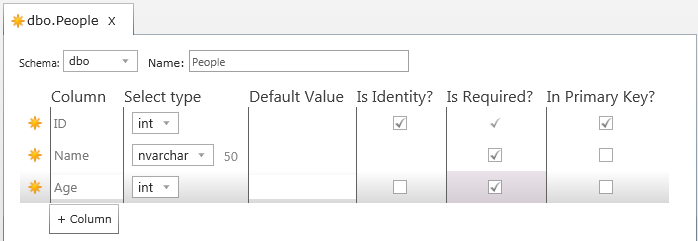 dbo.People X
Schema: dbo Name: People
Column Select type Default Value Is Identity? Is Required? In Primary Key?
ID int
Name nvarchar 50
Age int
+ Column